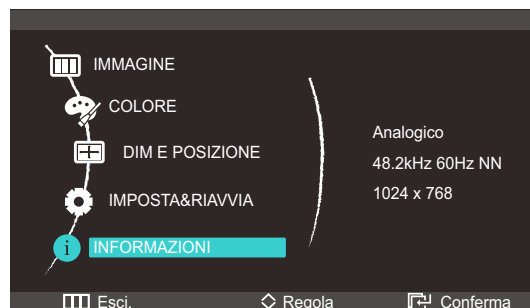 IMMAGINE
COLORE
DIM E POSIZIONE
IMPOSTA&RIAVVIA
INFORMAZIONI
Analogico
48.2kHz 60Hz NN
1024 x 768
Esci. Regola Conferma